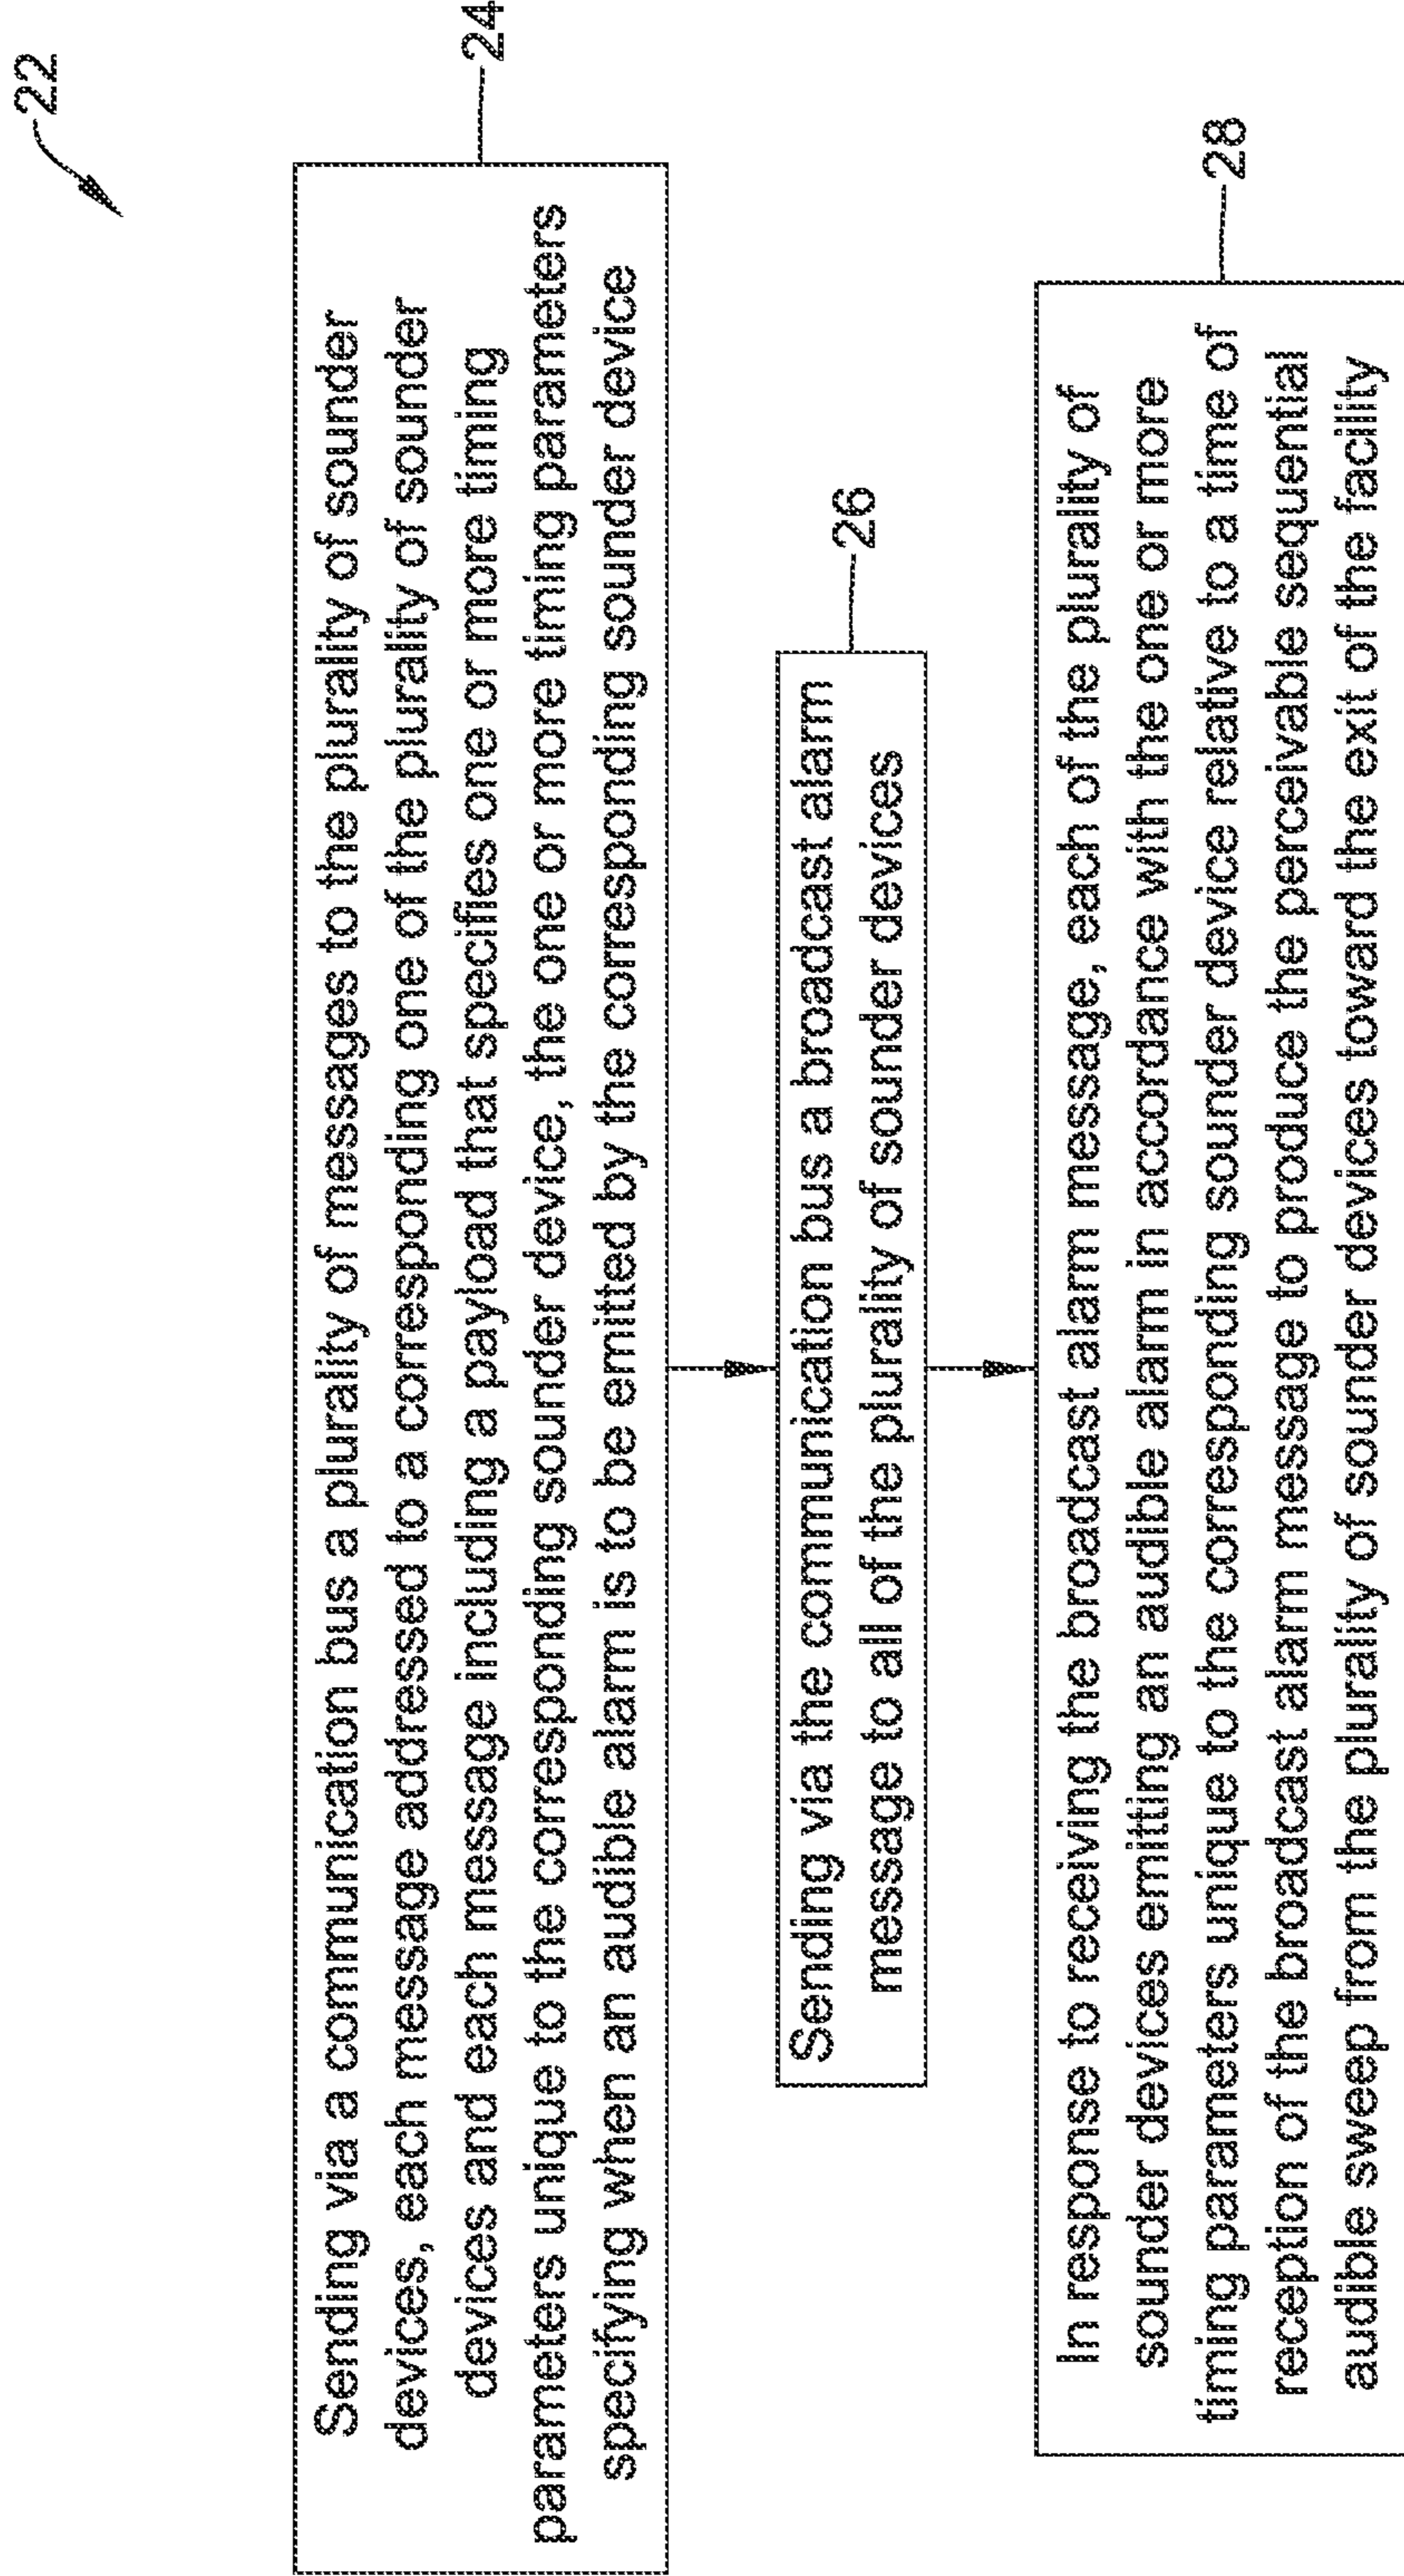 22
Sending via a communication bus a plurality of messages to the plurality of sounder
devices, each message addressed to a corresponding one of the plurality of sounder
devices and each message including a payload that specifies one or more timing
parameters unique to the corresponding sounder device, the one or more timing parameters
specifying when an audible alarm is to be emitted by the corresponding sounder device
24
Sending via the communication bus a broadcast alarm
message to all of the plurality of sounder devices
26
In response to receiving the broadcast alarm message, each of the plurality of
sounder devices emitting an audible alarm in accordance with the one or more
timing parameters unique to the corresponding sounder device relative to a time of
reception of the broadcast alarm message to produce the perceivable sequential
audible sweep from the plurality of sounder devices toward the exit of the facility
28